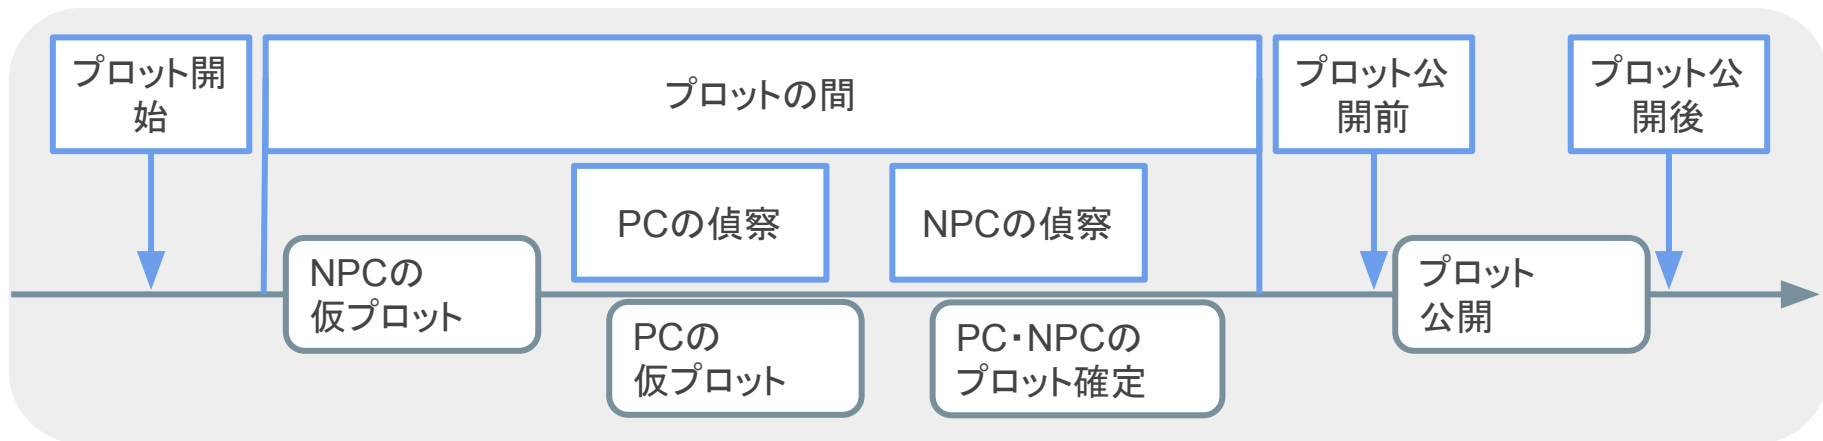 プロット開
始
プロットの間
プロット公
開前
プロット公
開後
PCの偵察
NPCの偵察
NPCの
仮プロット
PCの
仮プロット
PC・NPCの
プロット確定
プロット
公開